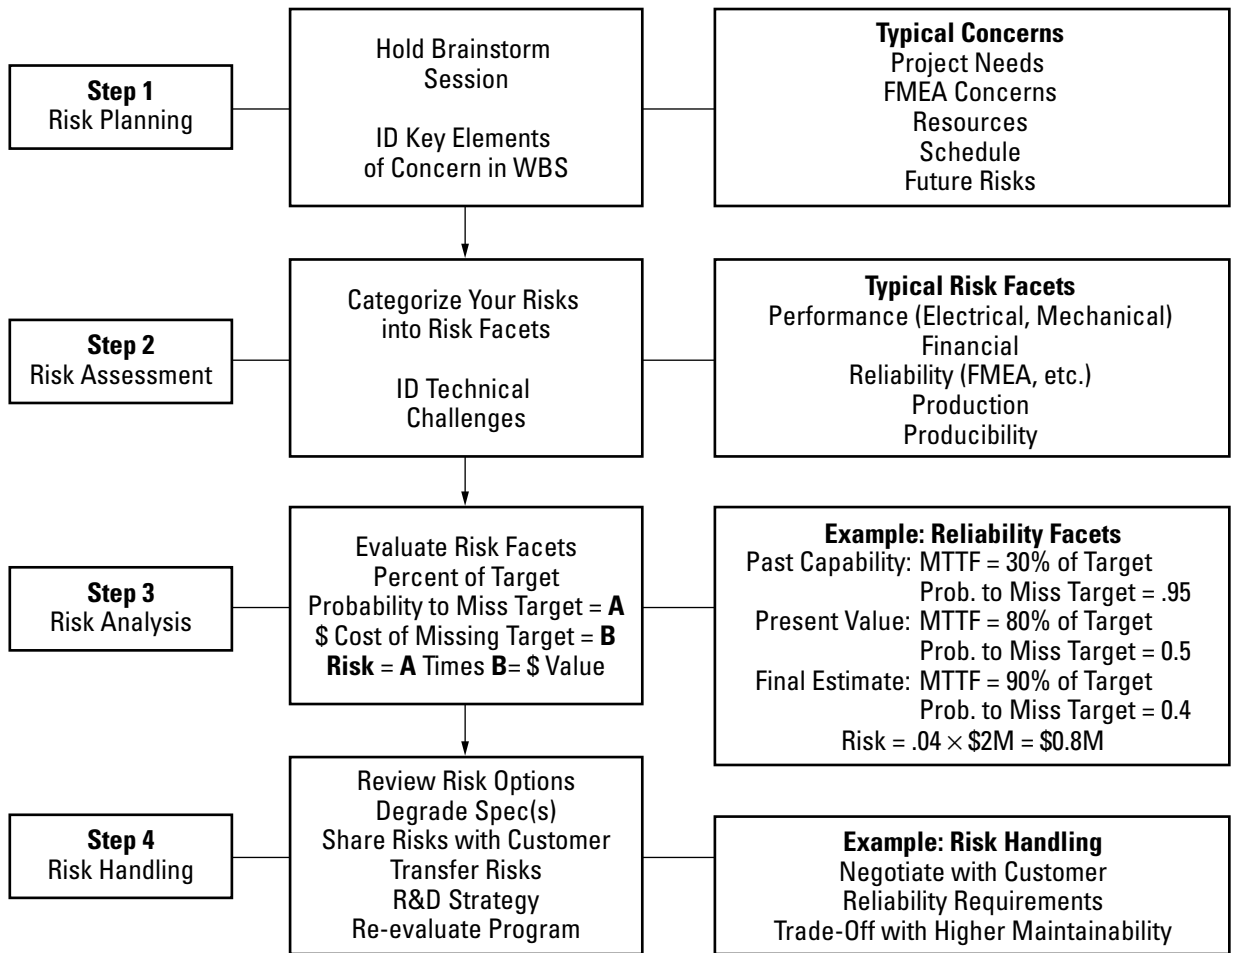 Step 1
Risk Planning
Hold Brainstorm
Session
ID Key Elements
of Concern in WBS
Typical Concerns
Project Needs
FMEA Concerns
Resources
Schedule
Future Risks
Step 2
Risk Assessment
Categorize Your Risks
into Risk Facets
ID Technical
Challenges
Typical Risk Facets
Performance (Electrical, Mechanical)
Financial
Reliability (FMEA, etc.)
Production
Producibility
Step 3
Risk Analysis
Evaluate Risk Facets
Percent of Target
Probability to Miss Target = A
$ Cost of Missing Target = B
Risk = A Times B= $ Value
Example: Reliability Facets
Past Capability: MTTF = 30% of Target
Prob. to Miss Target = .95
Present Value: MTTF = 80% of Target
Prob. to Miss Target = 0.5
Final Estimate: MTTF = 90% of Target
Prob. to Miss Target = 0.4
Risk = .04 × $2M = $0.8M
Step 4
Risk Handling
Review Risk Options
Degrade Spec(s)
Share Risks with Customer
Transfer Risks
R&D Strategy
Re-evaluate Program
Example: Risk Handling
Negotiate with Customer
Reliability Requirements
Trade-Off with Higher Maintainability